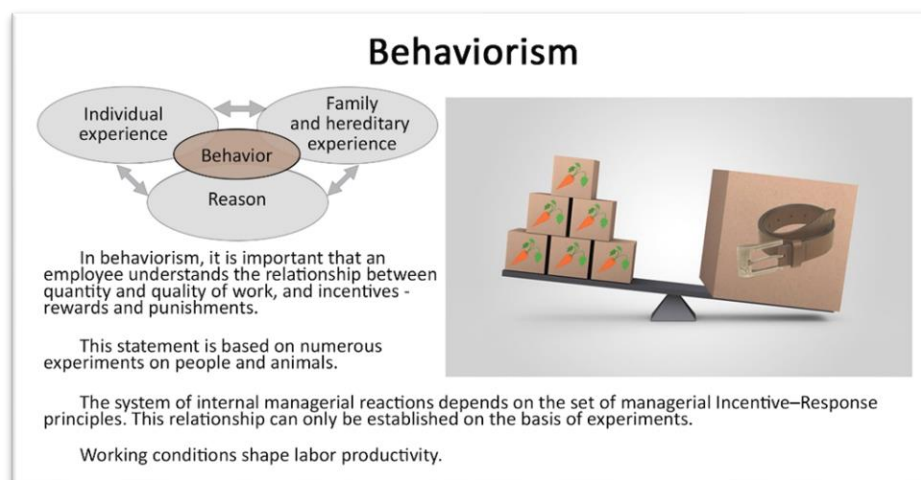 Behaviorism
Individual
experience
Family
and hereditary
experience
Behavior
Reason
In behaviorism, it is important that an
employee understands the relationship between
quantity and quality of work, and incentives -
rewards and punishments.
This statement is based on numerous
experiments on people and animals.
The system of internal managerial reactions depends on the set of managerial Incentive–Response
principles. This relationship can only be established on the basis of experiments.
Working conditions shape labor productivity.